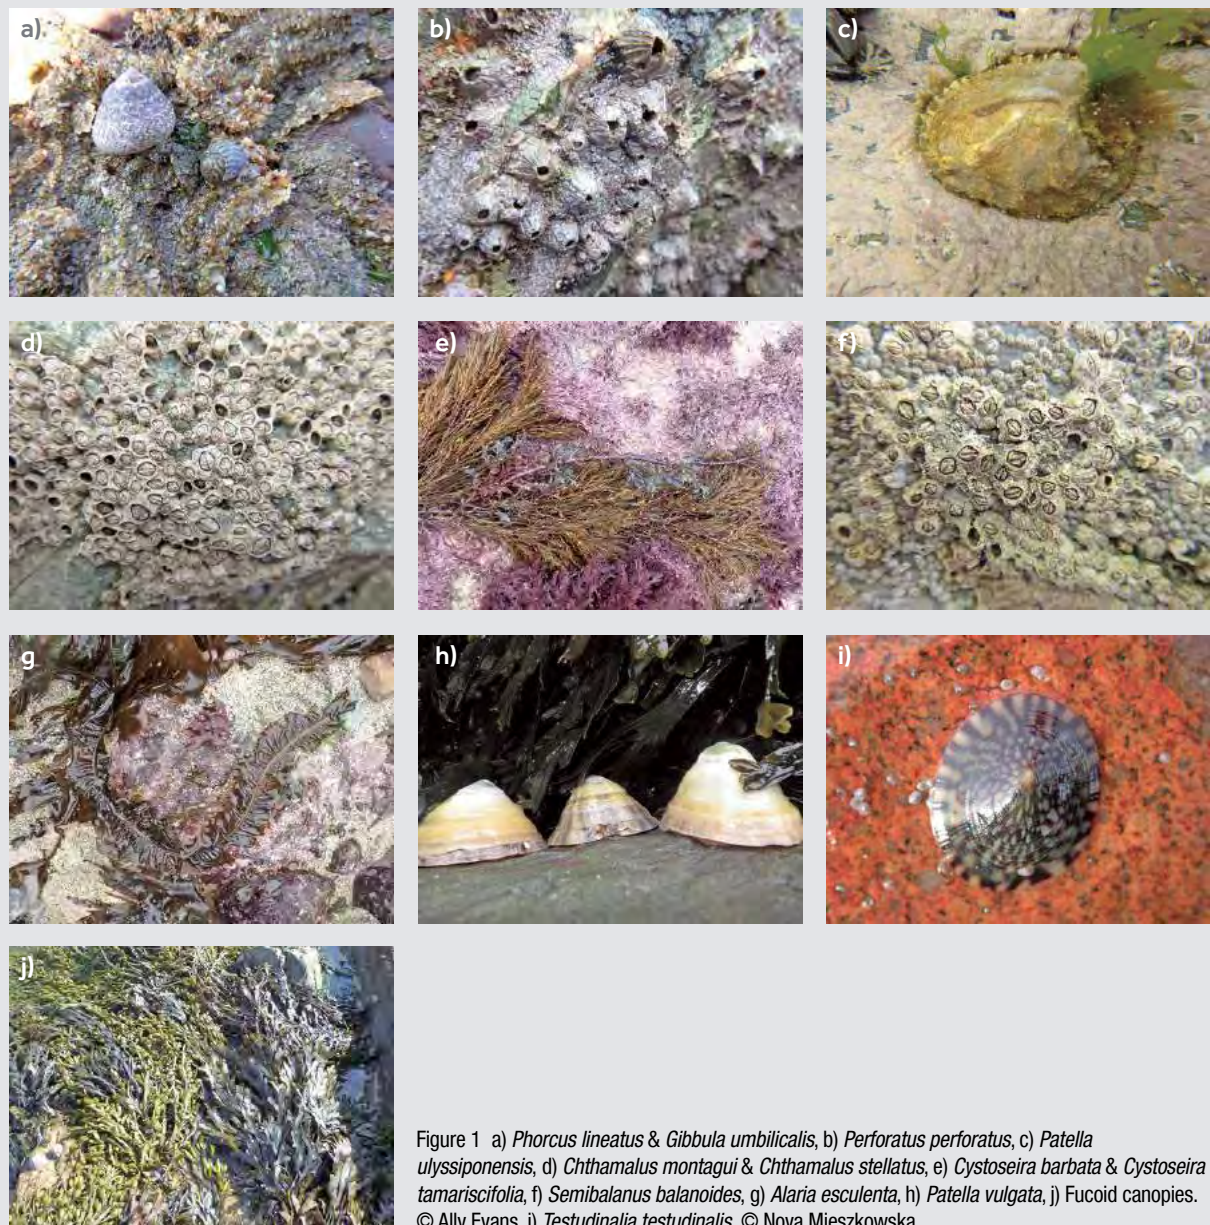 a).
b)
c)
d)
e)
f)
g
h)
i)
j)
Figure 1 a) Phorcus lineatus & Gibbula umbilicalis, b) Perforatus perforatus, c) Patella
ulyssiponensis, d) Chthamalus montagui & Chthamalus stellatus, e) Cystoseira barbata & Cystoseira
tamariscifolia, f) Semibalanus balanoides, g) Alaria esculenta, h) Patella vulgata, j) Fucoid canopies.
© Ally Evans. i) Testudinalia testudinalis. © Nova Mieszkowska